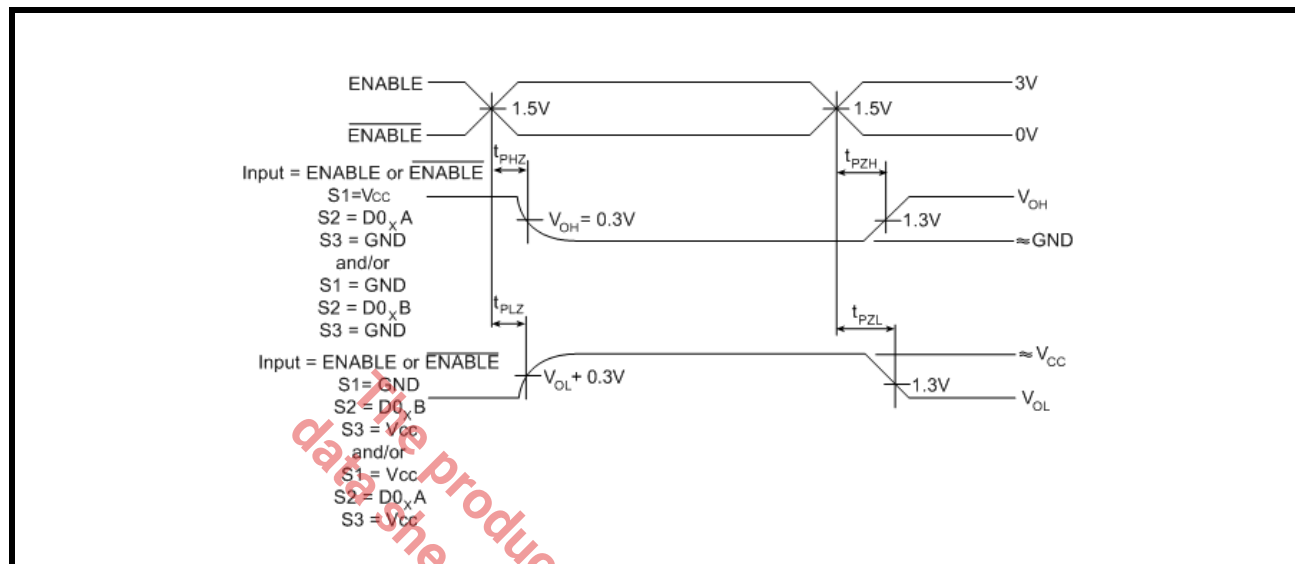 ENABLE
3V
1.5V
1.5V
ENABLE
0V
tPHZ
tPZH
Input = ENABLE or ENABLE
S1=Vcc
VOH
S2 = D0XA
VOH = 0.3V
1.3V
S3 = GND
≈GND
and/or
S1 = GND
S2 = D0XB
S3 = GND
tPLZ
tPZL
Input = ENABLE or ENABLE
≈ VCC
S1= GND
VOL+ 0.3V
1.3V
S2 = D0XB
VOL
S3 = Vcc
and/or
S1 = Vcc
S2 = D0XA
S3 = Vcc
The produc
data she